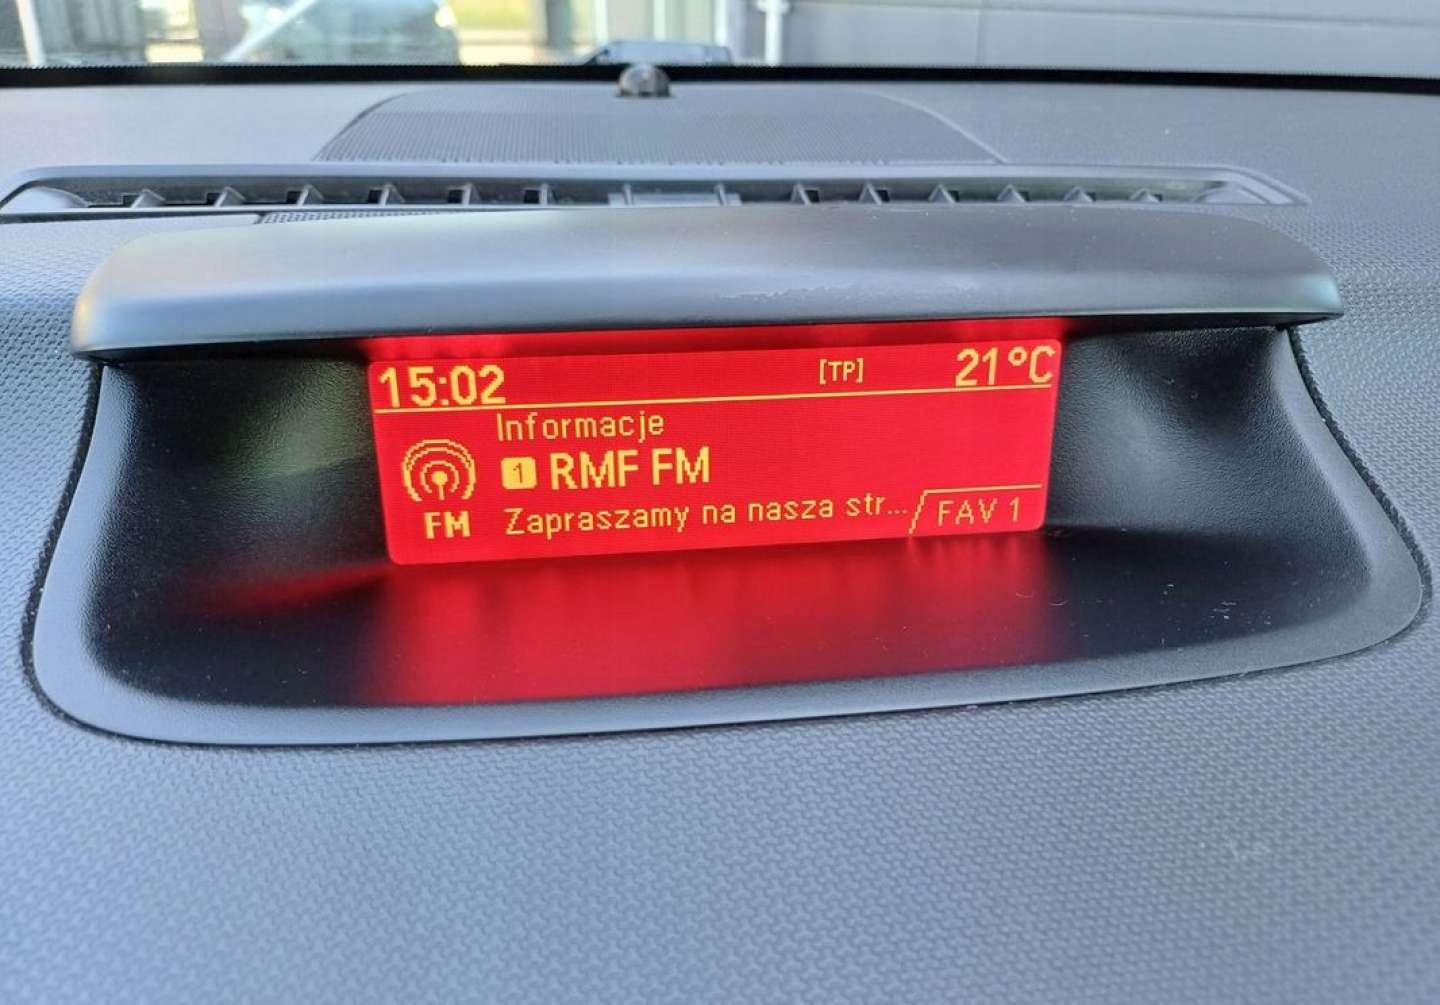 15:02 [TP] 21°C
Informacje
1 RMF FM
FM Zapraszamy na nasza str... FAV 1